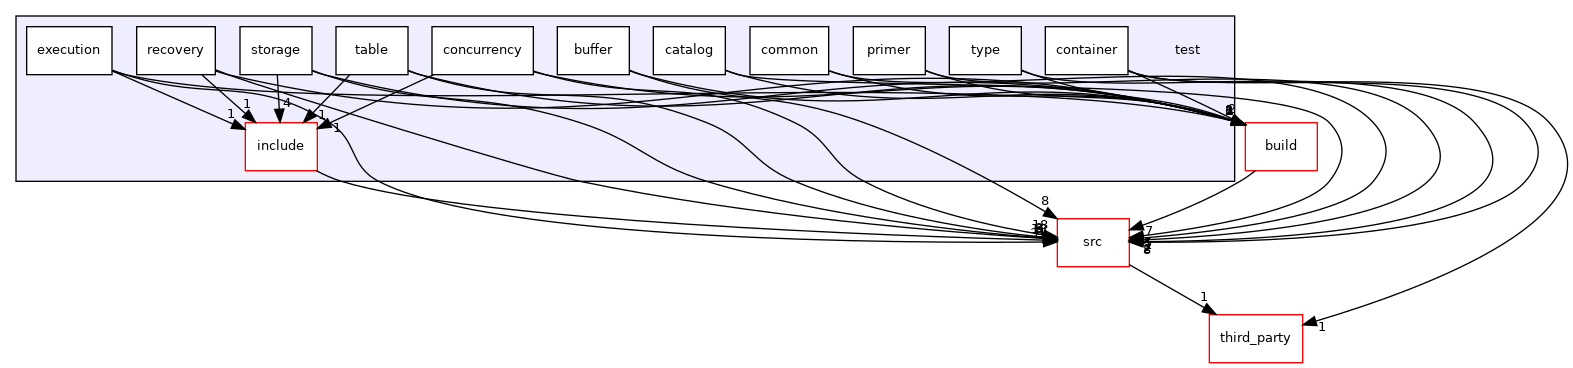 execution recovery storage table concurrency buffer catalog common primer type container test
1 1 4 1 1
include
build
8
18
src
7
1
third_party
1